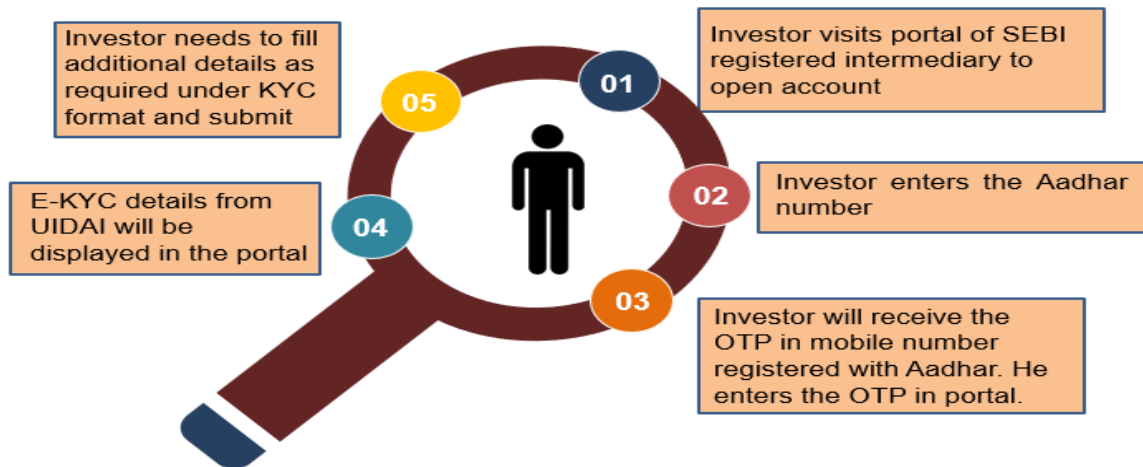 01
Investor visits portal of SEBI
registered intermediary to
open account
02
Investor enters the Aadhar
number
03
Investor will receive the
OTP in mobile number
registered with Aadhar. He
enters the OTP in portal.
04
E-KYC details from
UIDAI will be
displayed in the portal
05
Investor needs to fill
additional details as
required under KYC
format and submit